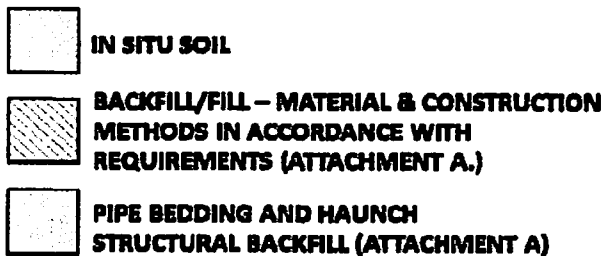 IN SITU SOIL
BACKFILL/FILL – MATERIAL & CONSTRUCTION
METHODS IN ACCORDANCE WITH
REQUIREMENTS (ATTACHMENT A.)
PIPE BEDDING AND HAUNCH
STRUCTURAL BACKFILL (ATTACHMENT A)